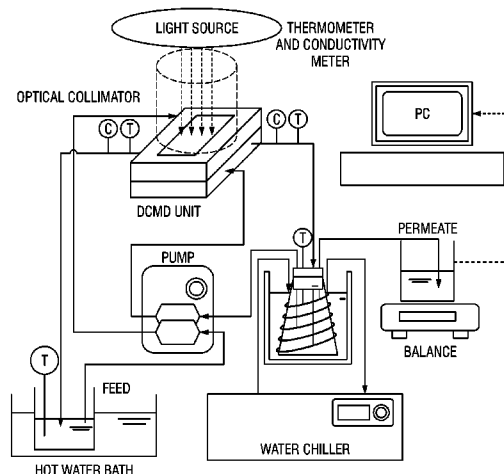 LIGHT SOURCE
THERMOMETER
AND CONDUCTIVITY
METER
OPTICAL COLLIMATOR
PC
C
T
C
T
DCMD UNIT
PERMEATE
T
PUMP
BALANCE
T
FEED
HOT WATER BATH
WATER CHILLER